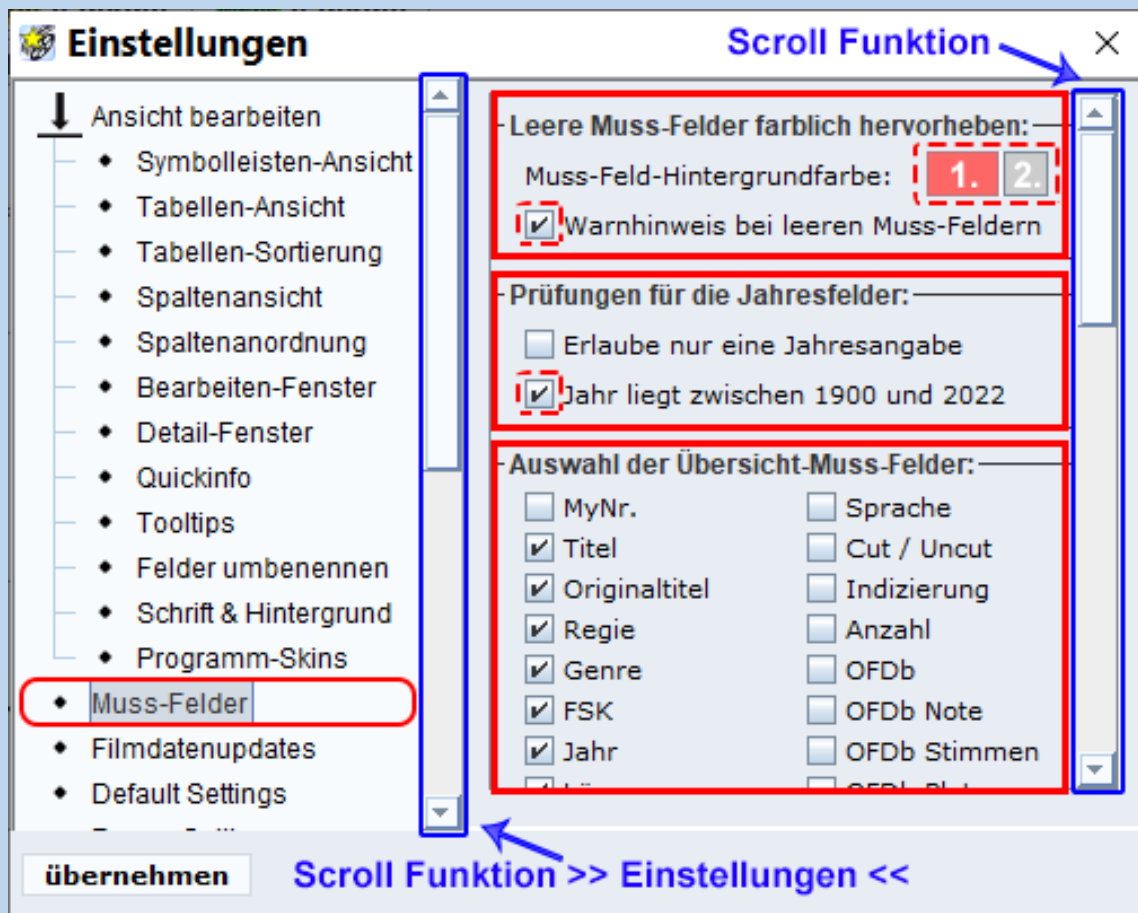 Einstellungen
Scroll Funktion
Ansicht bearbeiten
Symbolleisten-Ansicht
Tabellen-Ansicht
Tabellen-Sortierung
Spaltenansicht
Spaltenanordnung
Bearbeiten-Fenster
Detail-Fenster
Quickinfo
Tooltips
Felder umbenennen
Schrift & Hintergrund
Programm-Skins
Muss-Felder
Filmdatenupdates
Default Settings
Leere Muss-Felder farblich hervorheben:
Muss-Feld-Hintergrundfarbe: 1. 2.
Warnhinweis bei leeren Muss-Feldern
Prüfungen für die Jahresfelder:
Erlaube nur eine Jahresangabe
Jahr liegt zwischen 1900 und 2022
Auswahl der Übersicht-Muss-Felder:
MyNr. Sprache
Titel Cut / Uncut
Originaltitel Indizierung
Regie Anzahl
Genre OFDb
FSK OFDb Note
Jahr OFDb Stimmen
übernehmen
Scroll Funktion >> Einstellungen <<